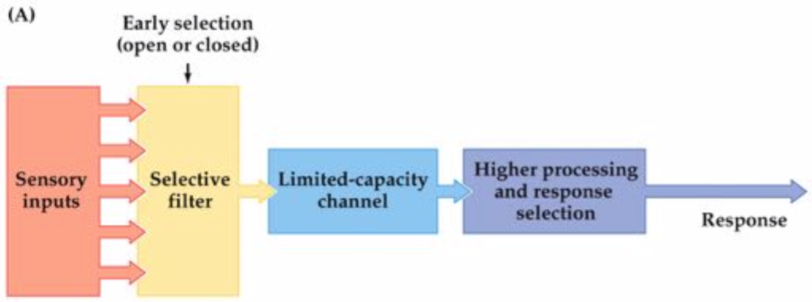 (A)
Early selection
(open or closed)
Sensory
inputs
Selective
filter
Limited-capacity
channel
Higher processing
and response
selection
Response